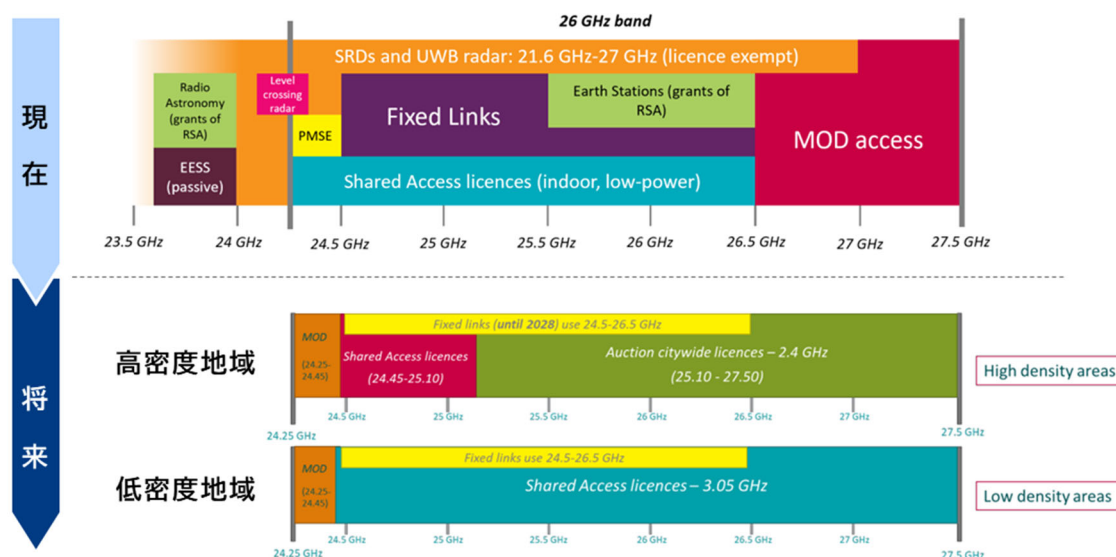 26 GHz band
SRDs and UWB radar: 21.6 GHz-27 GHz (licence exempt)
Radio
Astronomy
(grants of
RSA)
Level
crossing
radar
Earth Stations (grants of
RSA)
Fixed Links
PMSE
MOD access
EESS
(passive)
Shared Access licences (indoor, low-power)
23.5 GHz
24 GHz
24.5 GHz
25 GHz
25.5 GHz
26 GHz
26.5 GHz
27 GHz
27.5 GHz
現
在
将
来
高密度地域
MOD
(24.25-
24.45)
Fixed links (until 2028) use 24.5-26.5 GHz
Shared Access licences
(24.45-25.10)
Auction citywide licences – 2.4 GHz
(25.10 - 27.50)
High density areas
24.25 GHz
24.5 GHz
25 GHz
25.5 GHz
26 GHz
26.5 GHz
27 GHz
27.5 GHz
低密度地域
MOD
(24.25-
24.45)
Fixed links use 24.5-26.5 GHz
Shared Access licences – 3.05 GHz
Low density areas
24.25 GHz
24.5 GHz
25 GHz
25.5 GHz
26 GHz
26.5 GHz
27 GHz
27.5 GHz